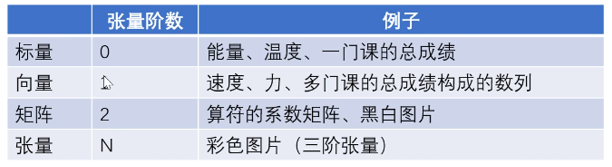 张量阶数 例子
标量 0 能量、温度、一门课的总成绩
向量 1 速度、力、多门课的总成绩构成的数列
矩阵 2 算符的系数矩阵、黑白图片
张量 N 彩色图片（三阶张量）